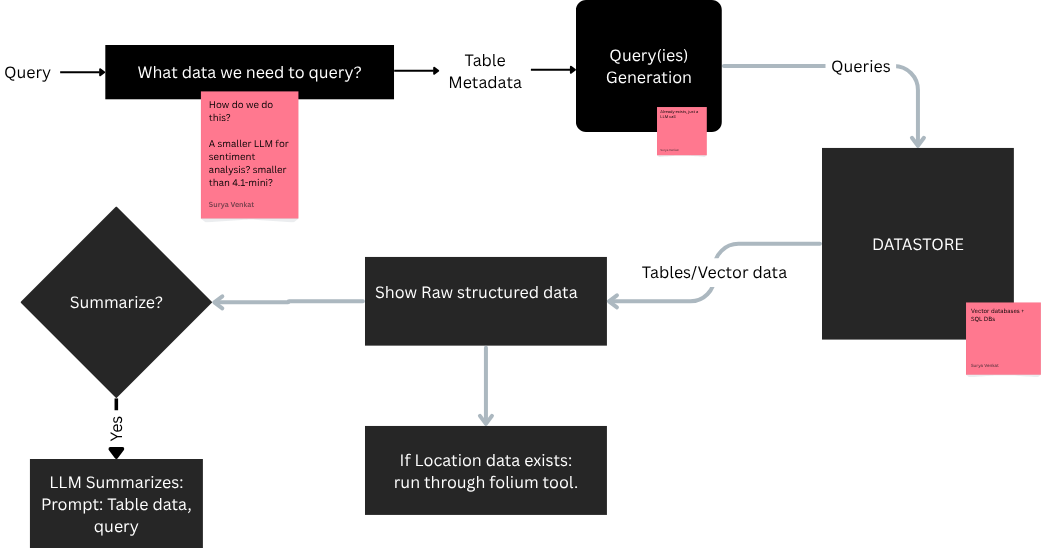 Query
What data we need to query?
Table
Metadata
Query(ies)
Generation
Queries
How do we do
this?
A smaller LLM for
sentiment
analysis? smaller
than 4.1-mini?
Surya Venkat
Already exists, just a
LLM call
Surya Venkat
DATASTORE
Vector databases +
SQL DBs
Surya Venkat
Tables/Vector data
Show Raw structured data
Summarize?
Yes
If Location data exists:
run through folium tool.
LLM Summarizes:
Prompt: Table data,
query